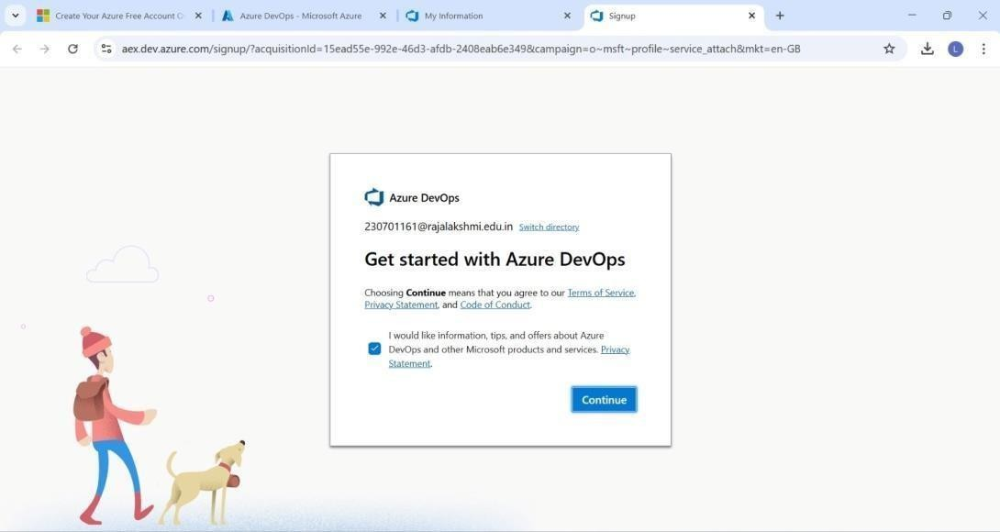 Create Your Azure Free Account O
Azure DevOps - Microsoft Azure
My Information
Signup
aex.dev.azure.com/signup/?acquisitionId=15ead55e-992e-46d3-afdb-2408eab6e349&campaign=o~msft~profile~service_attach&mkt=en-GB
L
Azure DevOps
230701161@rajalakshmi.edu.in Switch directory
Get started with Azure DevOps
Choosing Continue means that you agree to our Terms of Service,
Privacy Statement, and Code of Conduct.
I would like information, tips, and offers about Azure
DevOps and other Microsoft products and services. Privacy
Statement.
Continue